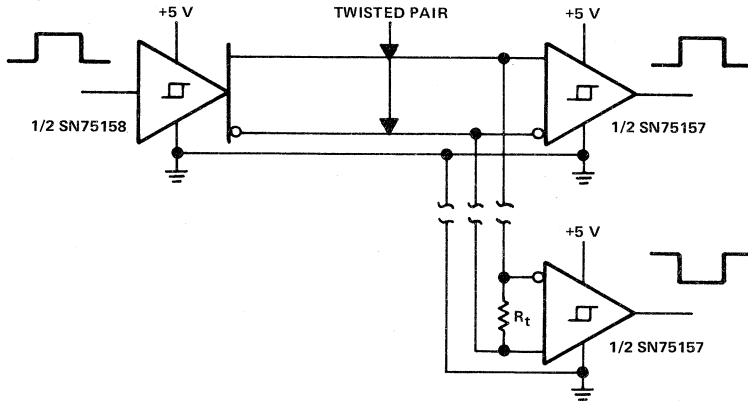 +5 V
TWISTED PAIR
+5 V
1/2 SN75158
1/2 SN75157
+5 V
Rt
1/2 SN75157